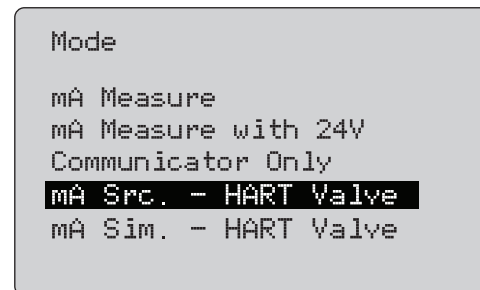 Mode
mA Measure
mA Measure with 24V
Communicator Only
mA Src. - HART Valve
mA Sim. - HART Valve